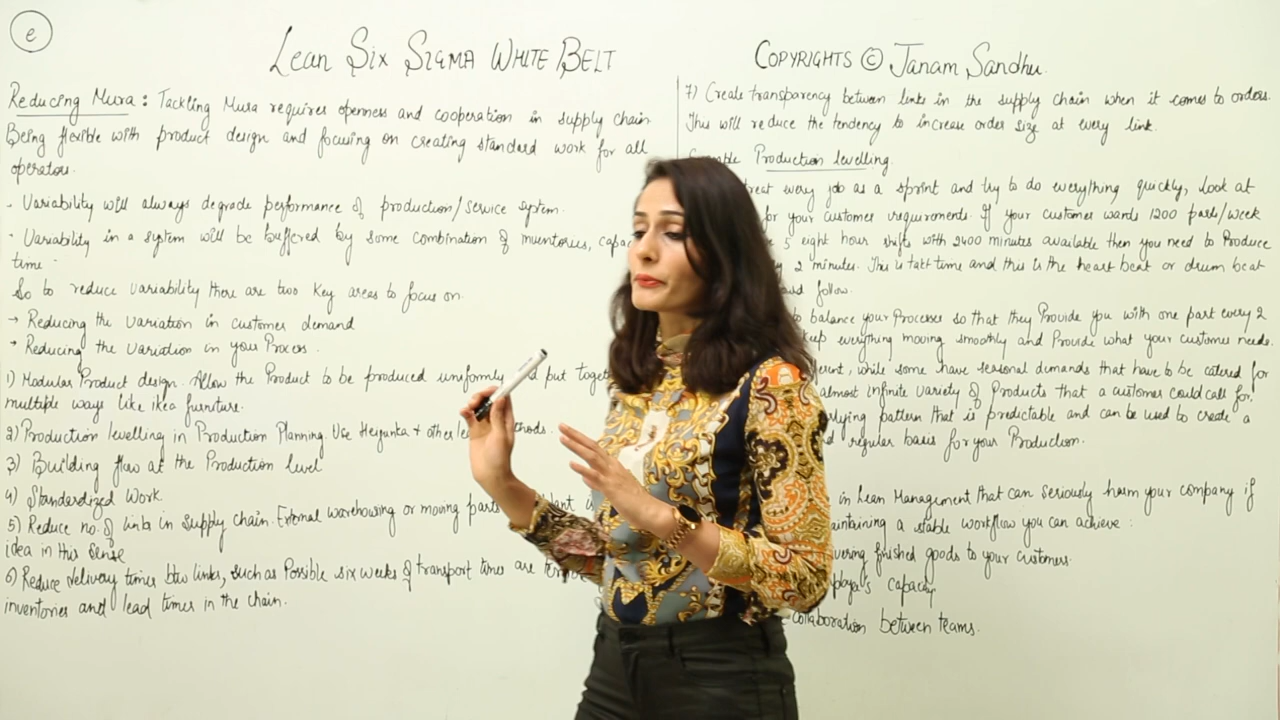 e
Lean Six Sigma White Belt
Copyrights © Janam Sandhu.
Reducing Mura: Tackling Mura requires openness and cooperation in supply chain
Being flexible with product design and focusing on creating standard work for all
operators.
. Variability will always degrade performance of production/service system.
. Variability in a system will be buffered by some combination of inventories, capac
time
So to reduce variability there are two key areas to focus on.
→ Reducing the variation in customer demand
→ Reducing the variation in your Process.
1) Modular Product design. Allow the Product to be produced uniformly put toget
multiple ways like ikea furniture.
2) Production levelling in Production Planning. Use Heijunka + other
3) Building flow at the Production level
4) Standardized Work.
5) Reduce no. of links in supply chain. External warehousing or moving parts
idea in this sense
6) Reduce delivery times btw links, such as Possible six weeks of transport times are
inventories and lead times in the chain.
7) Create transparency between links in the supply chain when it comes to orders.
This will reduce the tendency to increase order size at every link.
Production levelling.
treat every job as a sprint and try to do everything quickly, look at
for your customer requirements. If your customer wants 1200 parts/week
5 eight hour shifts with 2400 minutes available then you need to Produce
2 minutes. This is takt time and this is the heart beat or drum beat
follow.
to balance your Processes so that they Provide you with one part every 2
keep everything moving smoothly and Provide what your customer needs.
erent, while some have seasonal demands that have to be catered for
almost infinite variety of Products that a customer could call for.
rlying pattern that is predictable and can be used to create a
d regular basis for your Production.
in Lean Management that can seriously harm your company if
aintaining a stable workflow you can achieve :
vering finished goods to your customers.
ployee's capacity
collaboration between teams.